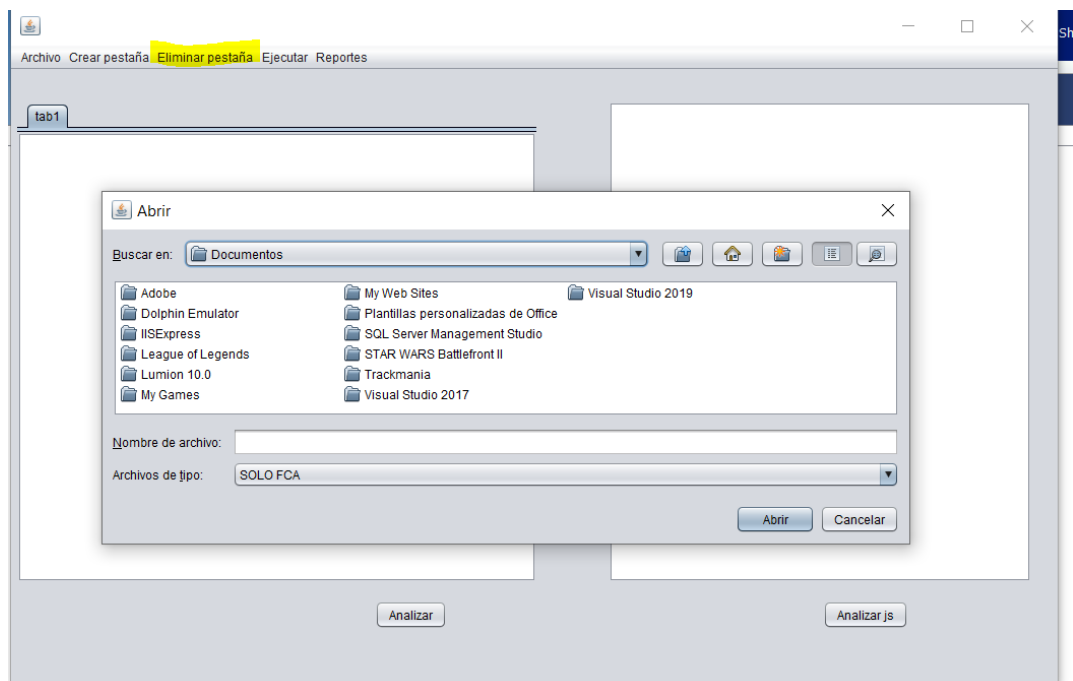 Sh
Archivo Crear pestaña Eliminar pestaña Ejecutar Reportes
tab1
Abrir
Buscar en: Documentos
Adobe My Web Sites Visual Studio 2019
Dolphin Emulator Plantillas personalizadas de Office
IISExpress SQL Server Management Studio
League of Legends STAR WARS Battlefront II
Lumion 10.0 Trackmania
My Games Visual Studio 2017
Nombre de archivo:
Archivos de tipo: SOLO FCA
Abrir Cancelar
Analizar Analizar js